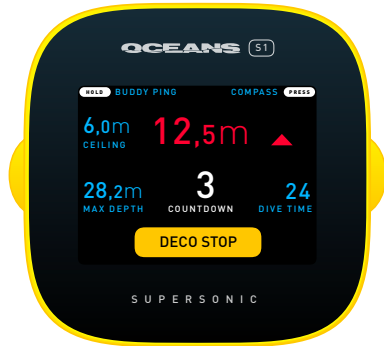 OCEANS S1
HOLD BUDDY PING COMPASS PRESS
6,0m 12,5m
CEILING
28,2m 3 24
MAX DEPTH COUNTDOWN DIVE TIME
DECO STOP
SUPERSONIC